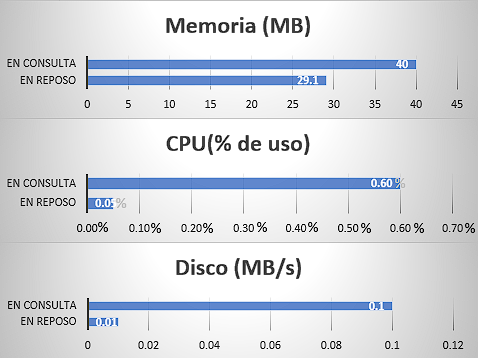 Memoria (MB)
EN CONSULTA
40
EN REPOSO
29.1
0 5 10 15 20 25 30 35 40 45
CPU(% de uso)
EN CONSULTA
0.60 %
EN REPOSO
0.05 %
0.00% 0.10% 0.20% 0.30% 0.40% 0.50% 0.60% 0.70%
Disco (MB/s)
EN CONSULTA
0.1
EN REPOSO
0.01
0 0.02 0.04 0.06 0.08 0.1 0.12